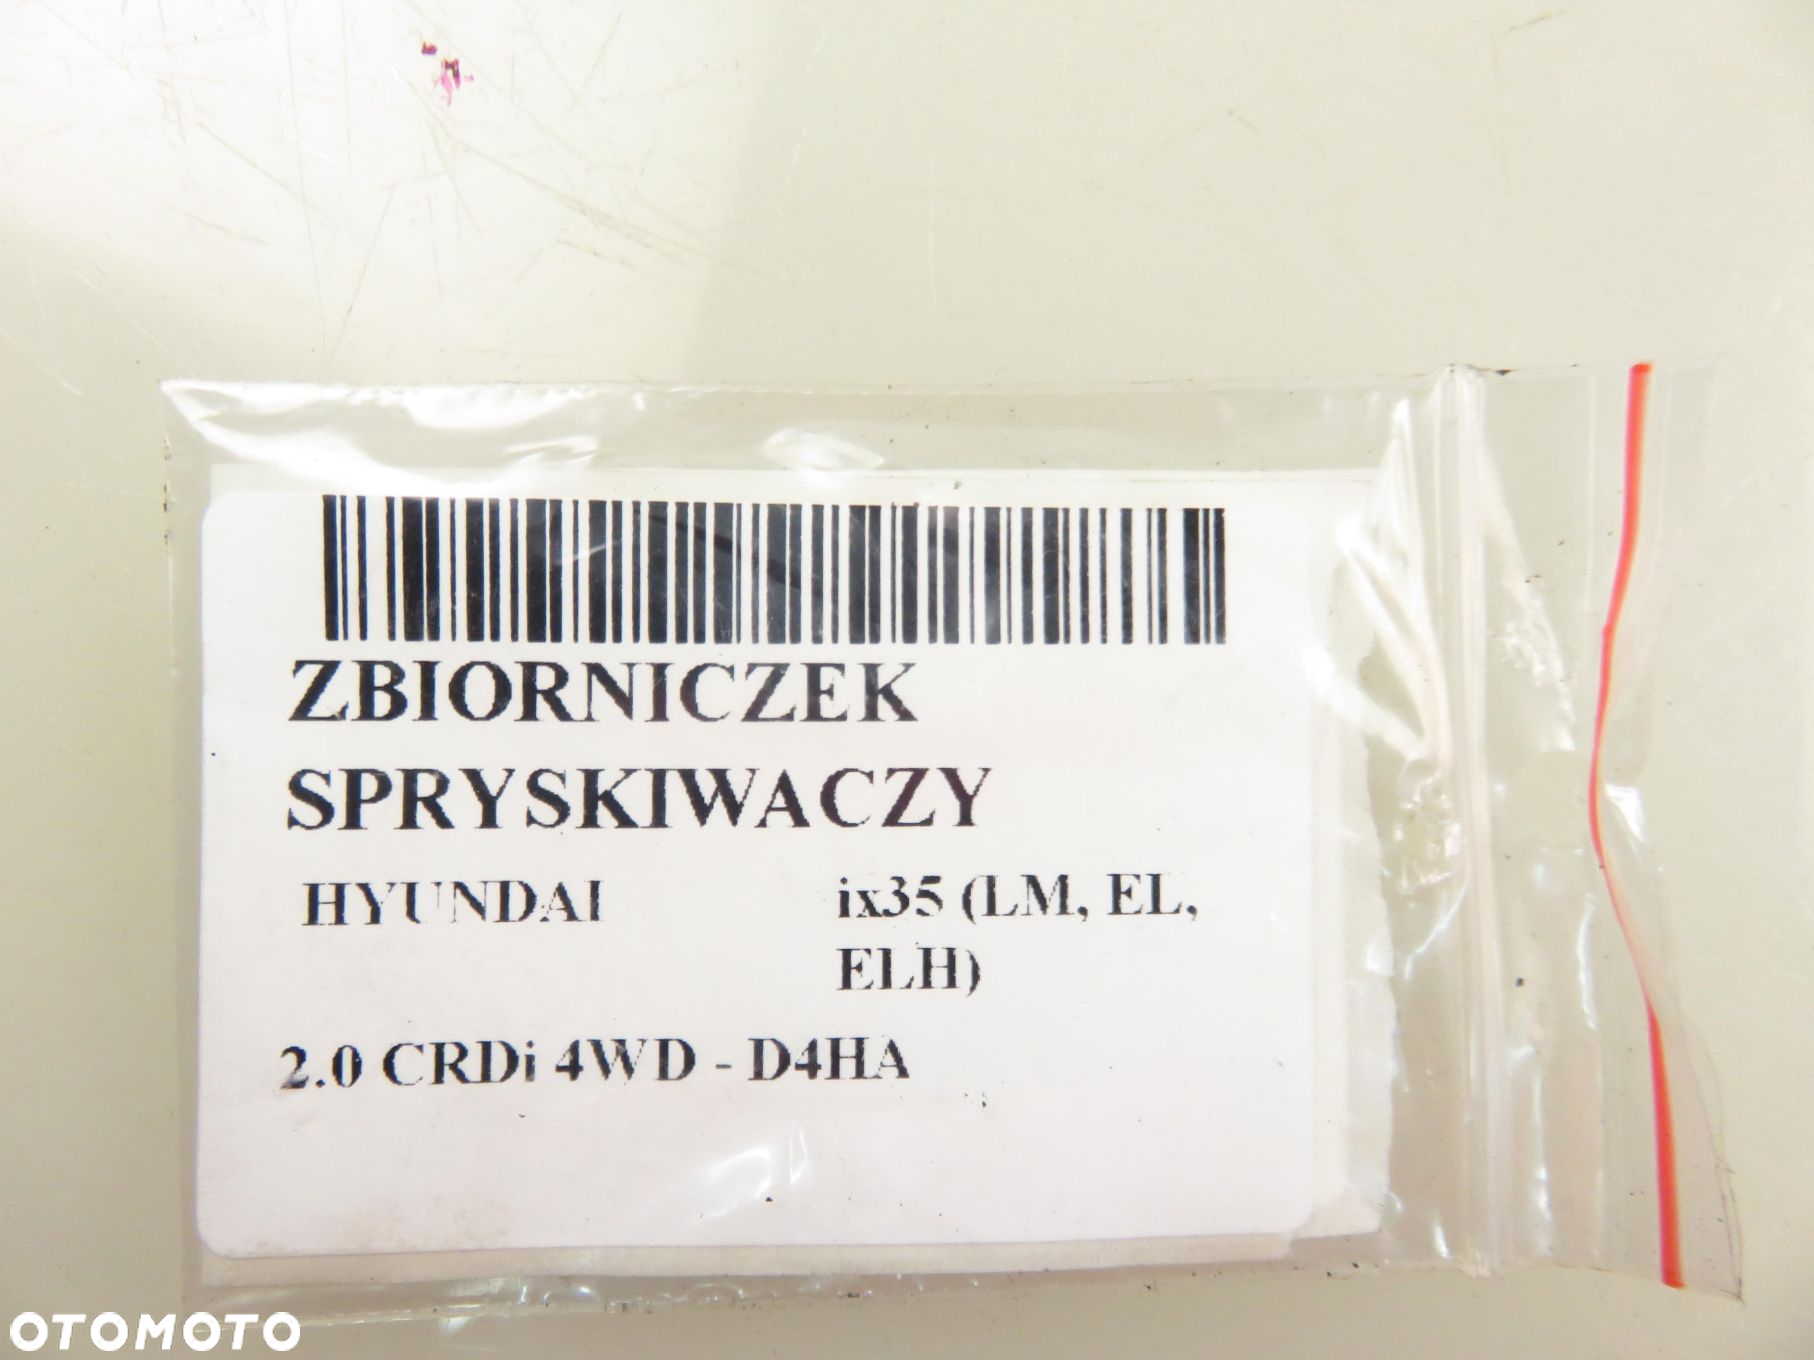 ZBIORNICZEK
SPRYSKIWACZY
HYUNDAI ix35 (LM, EL,
ELH)
2.0 CRDi 4WD - D4HA
OTOMOTO